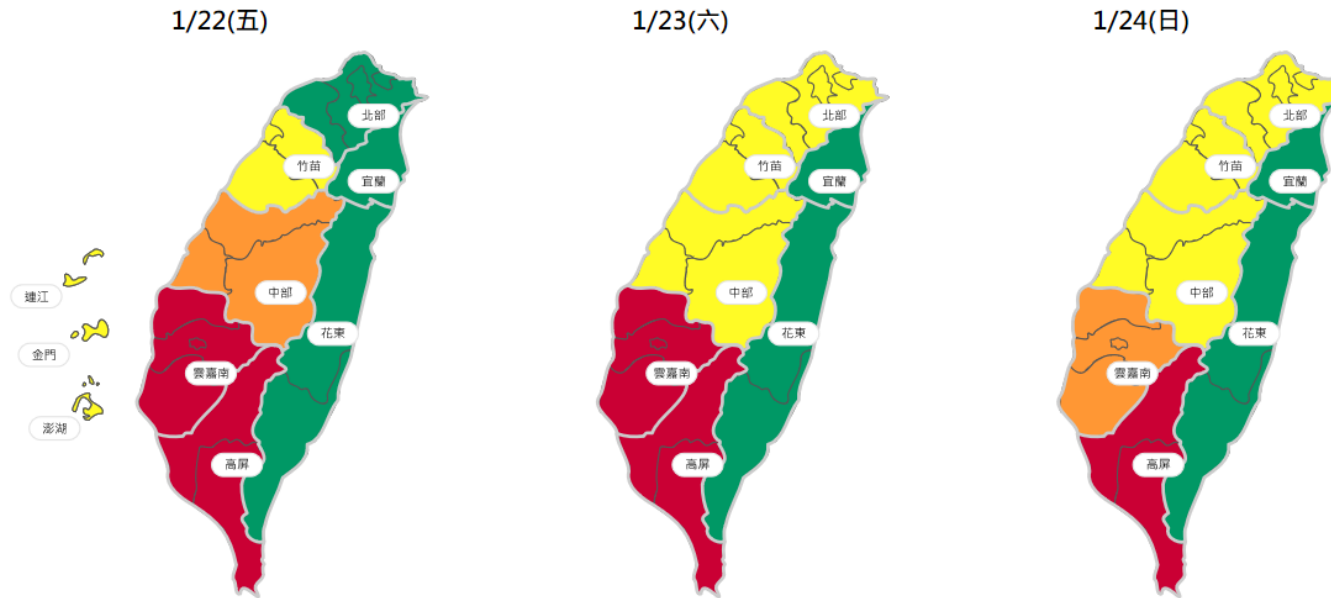 1/22(五)
1/23(六)
1/24(日)
北部
竹苗
宜蘭
連江
中部
金門
花東
雲嘉南
澎湖
高屏
北部
竹苗
宜蘭
中部
花東
雲嘉南
高屏
北部
竹苗
宜蘭
中部
花東
雲嘉南
高屏